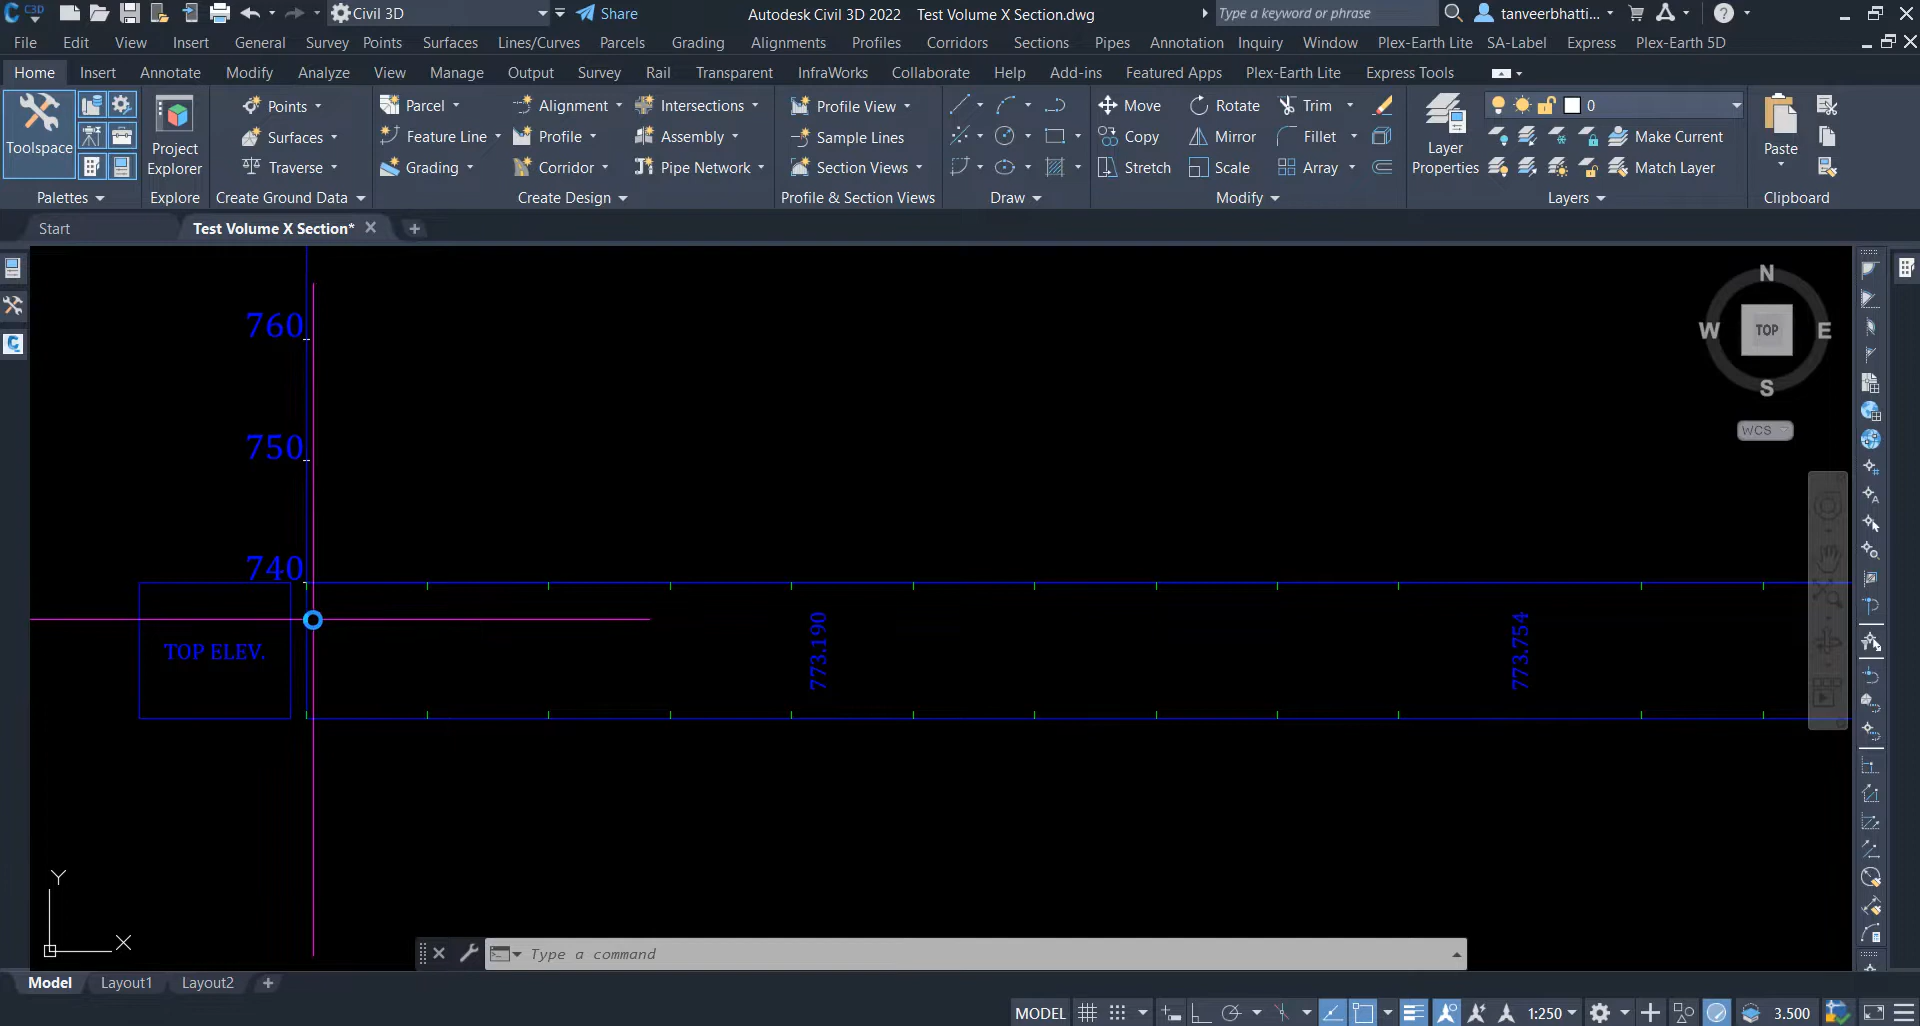 C3D
Civil 3D
Share
Autodesk Civil 3D 2022 Test Volume X Section.dwg
Type a keyword or phrase
tanveerbhatti...
File Edit View Insert General Survey Points Surfaces Lines/Curves Parcels Grading Alignments Profiles Corridors Sections Pipes Annotation Inquiry Window Plex-Earth Lite SA-Label Express Plex-Earth 5D
Home Insert Annotate Modify Analyze View Manage Output Survey Rail Transparent InfraWorks Collaborate Help Add-ins Featured Apps Plex-Earth Lite Express Tools
Toolspace
Palettes
Project
Explorer
Explore
Points
Surfaces
Traverse
Create Ground Data
Parcel Alignment Intersections
Feature Line Profile Assembly
Grading Corridor Pipe Network
Create Design
Profile View
Sample Lines
Section Views
Profile & Section Views
Draw
Move Rotate Trim
Copy Mirror Fillet
Stretch Scale Array
Modify
Layer
Properties
0
Make Current
Match Layer
Layers
Paste
Clipboard
Start Test Volume X Section*
760
750
740
TOP ELEV.
773.190
773.754
N
W TOP E
S
WCS
Y
X
Type a command
Model Layout1 Layout2
MODEL 1:250 3.500